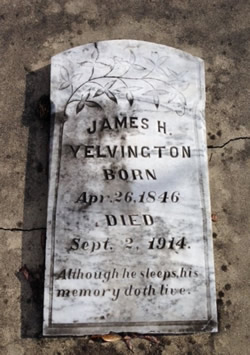 JAMES H.
YELVINGTON
BORN
Apr. 26, 1846
DIED
Sept. 2, 1914.
Although he sleeps, his
memory doth live.